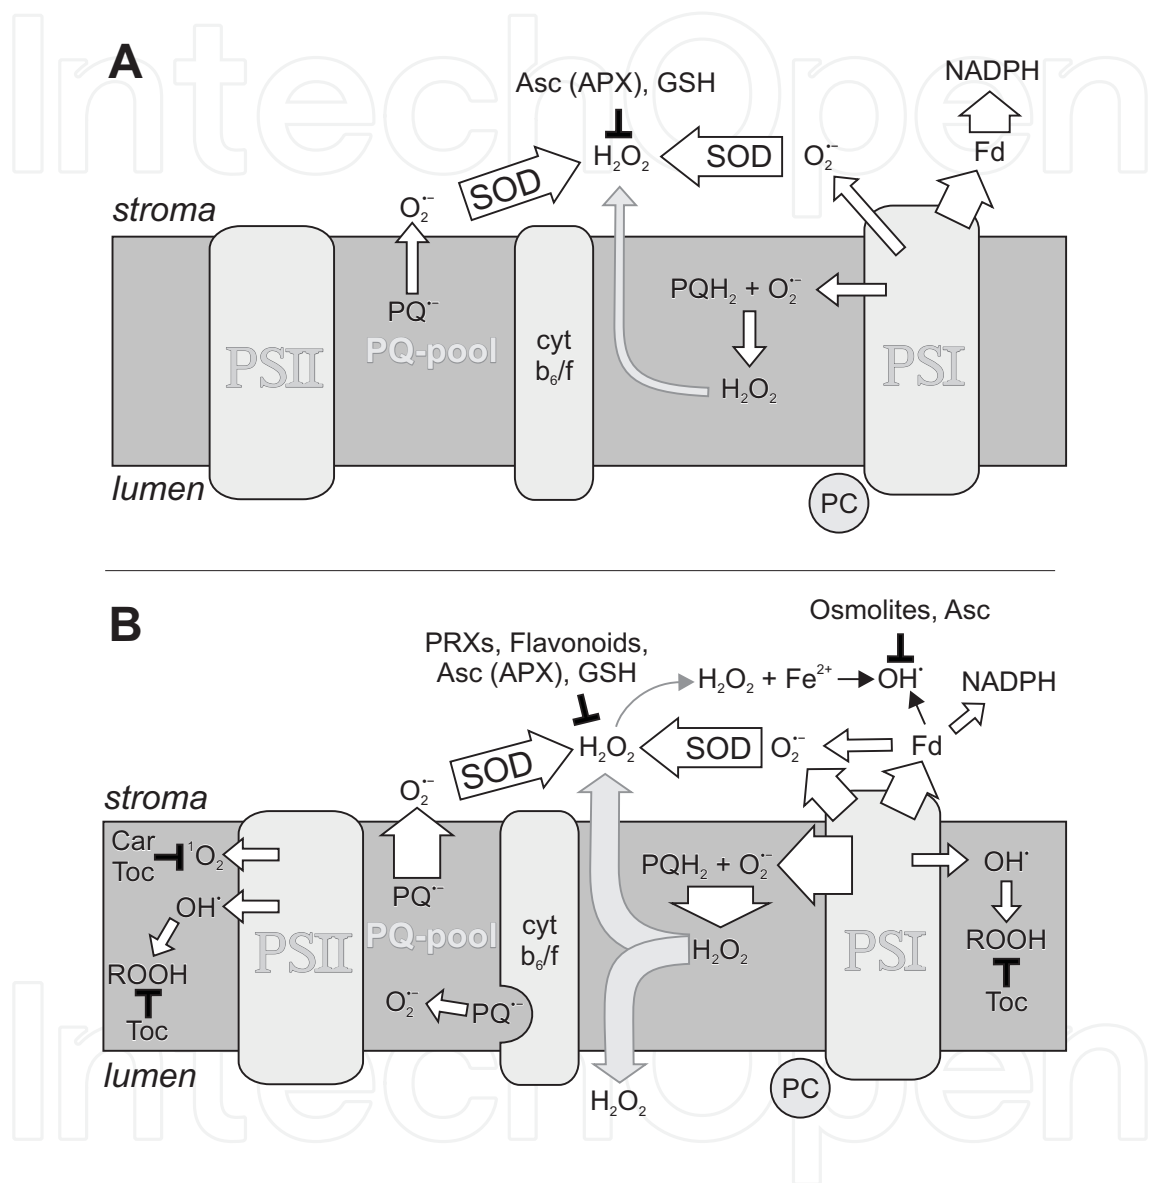 IntechOpen
A
Asc (APX), GSH
NADPH
H₂O₂
SOD
SOD
O₂•−
Fd
stroma
O₂•−
PQ•−
PQH₂ + O₂•−
PSII
PQ-pool
cyt
b₆/f
H₂O₂
PSI
lumen
PC
B
Osmolites, Asc
PRXs, Flavonoids,
Asc (APX), GSH
H₂O₂ + Fe²⁺
OH•
NADPH
SOD
H₂O₂
SOD
O₂•−
Fd
stroma
O₂•−
Car
Toc
¹O₂
PQ•−
PQH₂ + O₂•−
OH•
OH•
PSII
PQ-pool
cyt
b₆/f
H₂O₂
PSI
ROOH
ROOH
Toc
O₂•−
PQ•−
Toc
lumen
H₂O₂
PC
IntechOpen